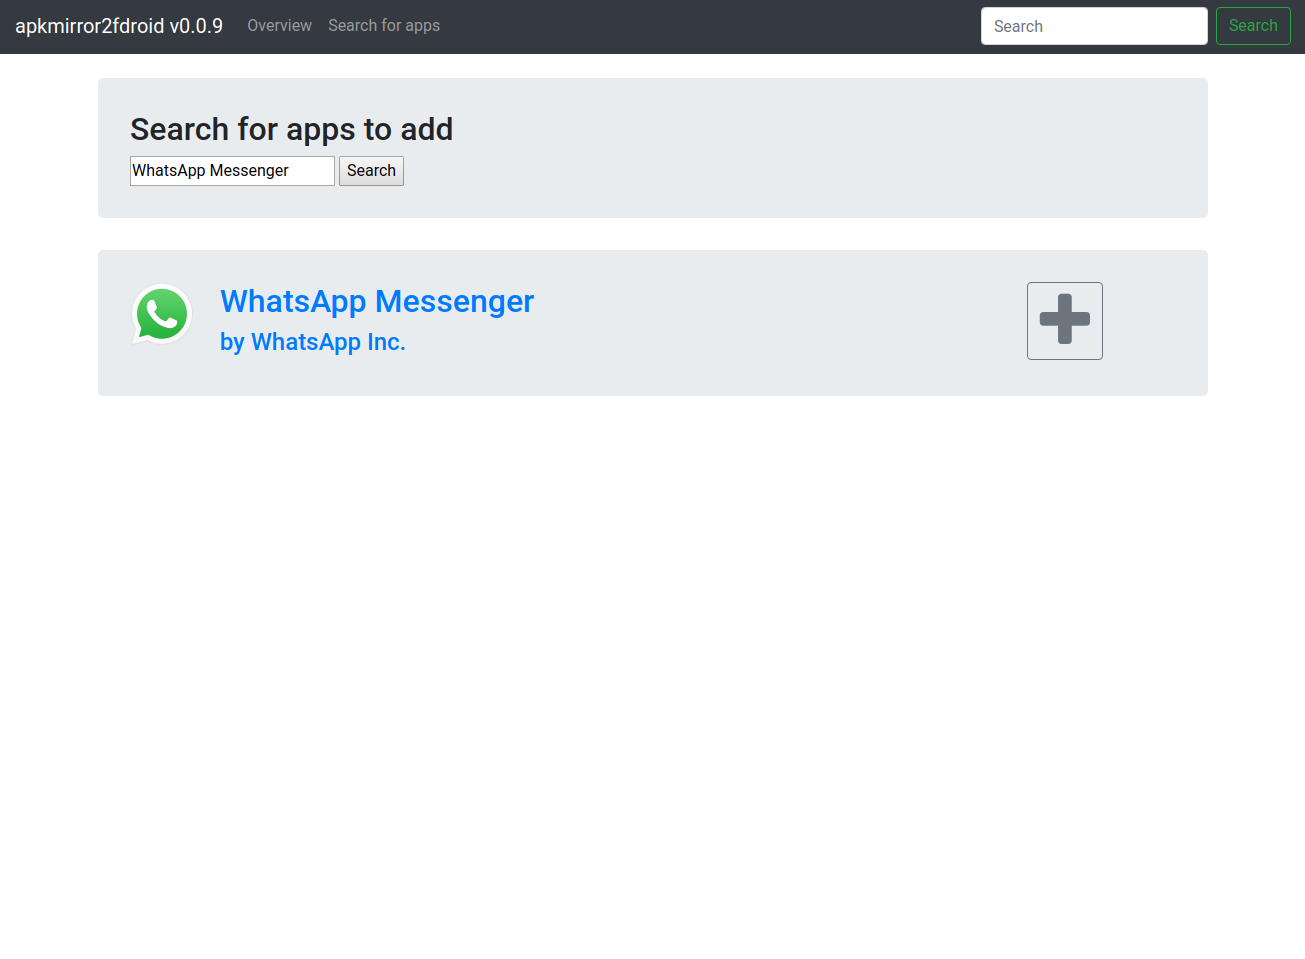 apkmirror2fdroid v0.0.9 Overview Search for apps Search Search
Search for apps to add
WhatsApp Messenger Search
WhatsApp Messenger
by WhatsApp Inc.